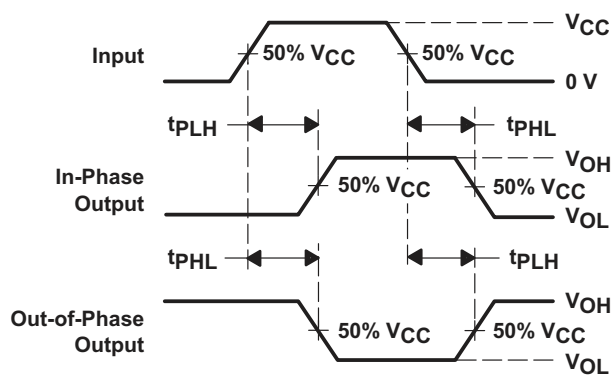 VCC
Input
50% VCC
50% VCC
0 V
tPLH
tPHL
In-Phase
Output
VOH
50% VCC
50% VCC
VOL
tPHL
tPLH
Out-of-Phase
Output
VOH
50% VCC
50% VCC
VOL